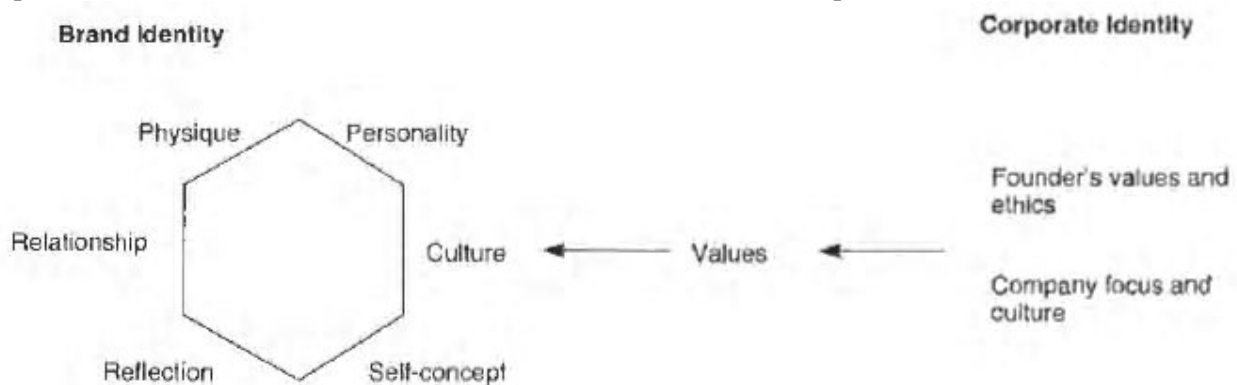 Brand Identity
Corporate Identity
Physique
Personality
Founder's values and
ethics
Relationship
Culture
Values
Company focus and
culture
Reflection
Self-concept